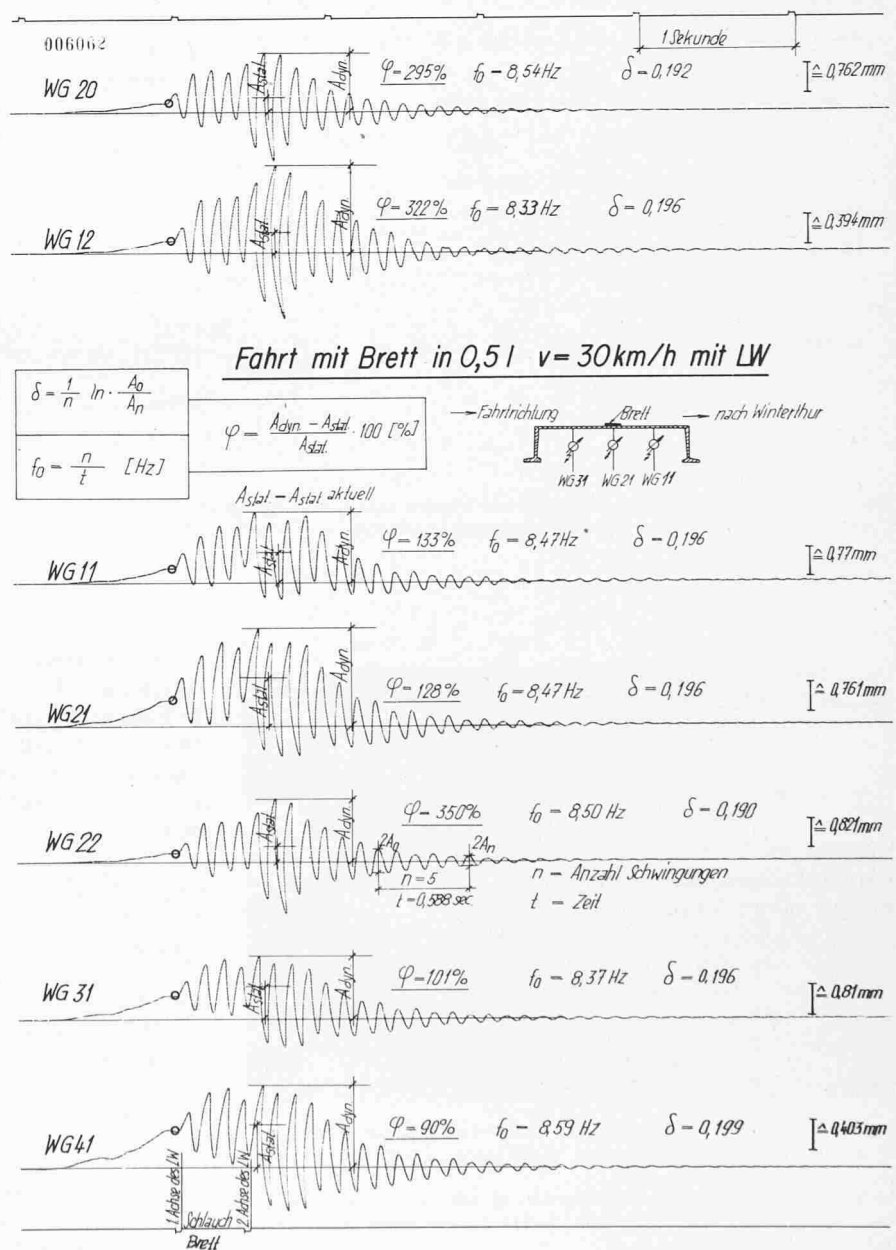 1 Sekunde
006062
WG 20
Astat.
Adyn.
φ = 295% f₀ = 8,54 Hz δ = 0,192
≙ 0,762 mm
WG 12
Astat.
Adyn.
φ = 322% f₀ = 8,33 Hz δ = 0,196
≙ 0,394 mm
Fahrt mit Brett in 0,5 l v = 30 km/h mit LW
δ = 1/n ln · A₀/Aₙ
f₀ = n/t [Hz]
φ = (Adyn. − Astat.)/Astat. · 100 [%]
→ Fahrtrichtung Brett → nach Winterthur
WG 31 WG 21 WG 11
Astat. = Astat. aktuell
WG 11
Astat.
Adyn.
φ = 133% f₀ = 8,47 Hz δ = 0,196
≙ 0,77 mm
WG 21
Astat.
Adyn.
φ = 128% f₀ = 8,47 Hz δ = 0,196
≙ 0,761 mm
WG 22
Astat.
Adyn.
φ = 350% f₀ = 8,50 Hz δ = 0,190
≙ 0,821 mm
2A₀ 2Aₙ
n = 5
t = 0,588 sec.
n = Anzahl Schwingungen
t = Zeit
WG 31
Astat.
Adyn.
φ = 101% f₀ = 8,37 Hz δ = 0,196
≙ 0,81 mm
WG 41
Astat.
Adyn.
φ = 90% f₀ = 8,59 Hz δ = 0,199
≙ 0,403 mm
1. Achse des LW
2. Achse des LW
Schlauch
Brett